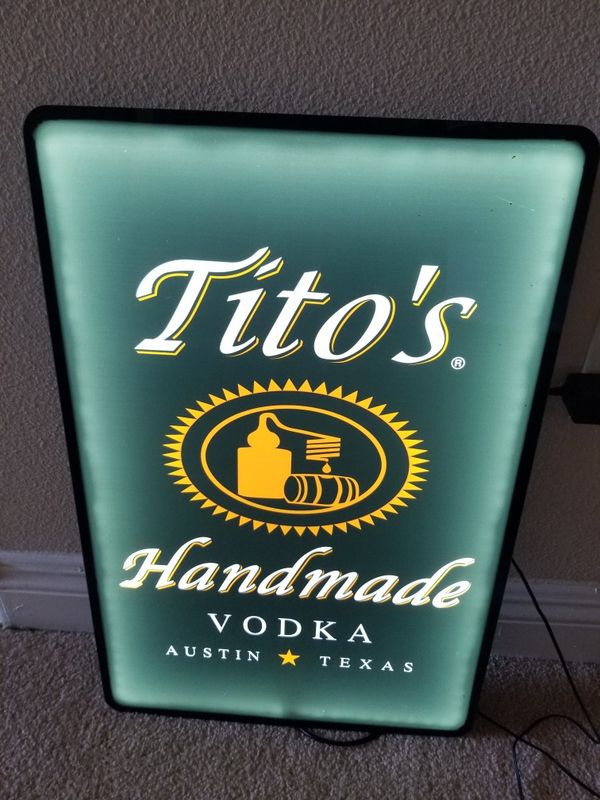 Tito's ®
Handmade
VODKA
AUSTIN ★ TEXAS